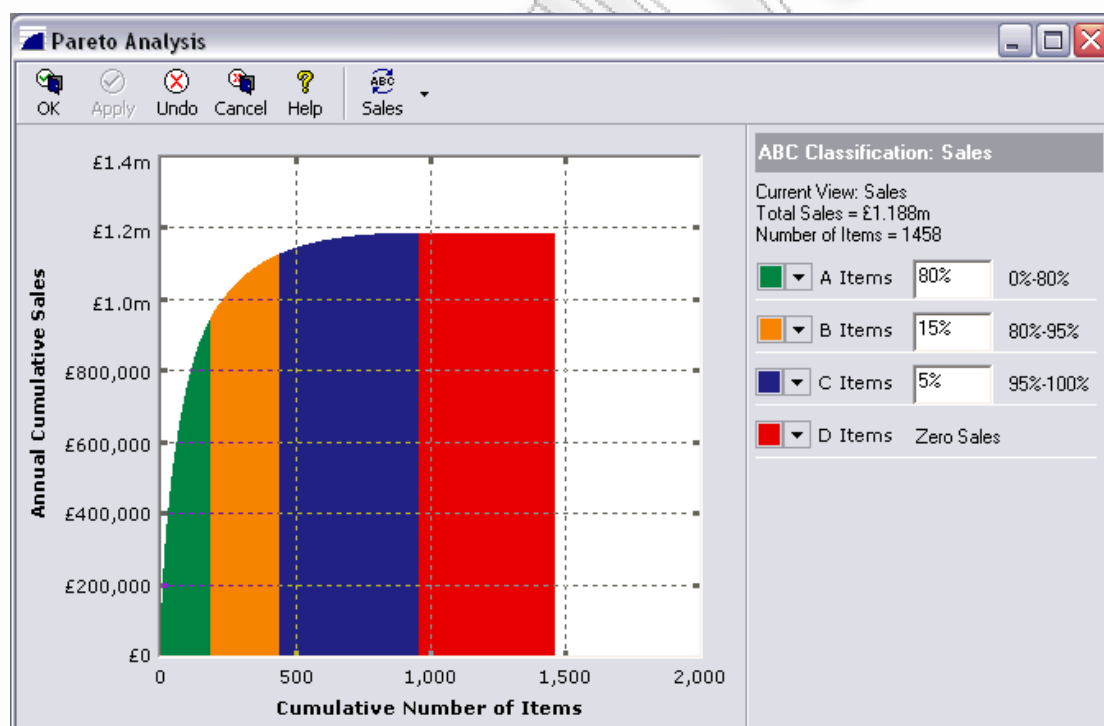 Pareto Analysis
OK Apply Undo Cancel Help ABC Sales
£1.4m
£1.2m
£1.0m
£800,000
£600,000
£400,000
£200,000
£0
Annual Cumulative Sales
0 500 1,000 1,500 2,000
Cumulative Number of Items
ABC Classification: Sales
Current View: Sales
Total Sales = £1.188m
Number of Items = 1458
A Items 80% 0%-80%
B Items 15% 80%-95%
C Items 5% 95%-100%
D Items Zero Sales